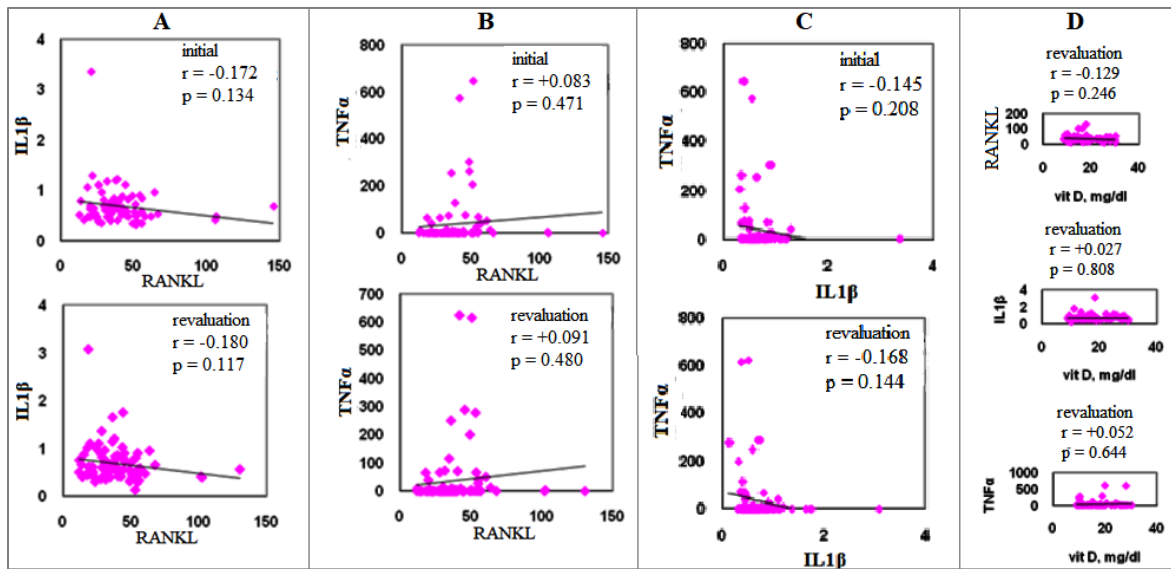 A
4
3
2
1
0
IL1β
initial
r = -0.172
p = 0.134
0
50
100
150
RANKL
4
3
2
1
0
IL1β
revaluation
r = -0.180
p = 0.117
0
50
100
150
RANKL
B
800
600
400
200
0
TNFα
initial
r = +0.083
p = 0.471
0
50
100
150
RANKL
700
600
500
400
300
200
100
0
TNFα
revaluation
r = +0.091
p = 0.480
0
50
100
150
RANKL
C
800
600
400
200
0
TNFα
initial
r = -0.145
p = 0.208
0
2
4
IL1β
800
600
400
200
0
TNFα
revaluation
r = -0.168
p = 0.144
0
2
4
IL1β
D
revaluation
r = -0.129
p = 0.246
RANKL
200
100
0
0
20
40
vit D, mg/dl
revaluation
r = +0.027
p = 0.808
IL1β
4
2
0
0
20
40
vit D, mg/dl
revaluation
r = +0.052
p = 0.644
TNFα
1000
500
0
0
20
40
vit D, mg/dl